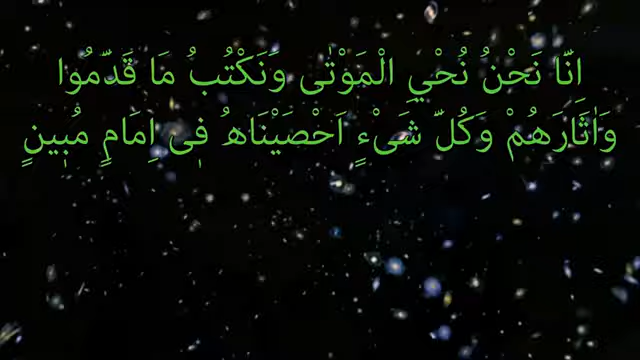 اِنَّا نَحْنُ نُحْيِ الْمَوْتٰى وَنَكْتُبُ مَا قَدَّمُوا
وَاٰثَارَهُمْ وَكُلَّ شَىْءٍ اَحْصَيْنَاهُ فٖى اِمَامٍ مُبٖينٍ